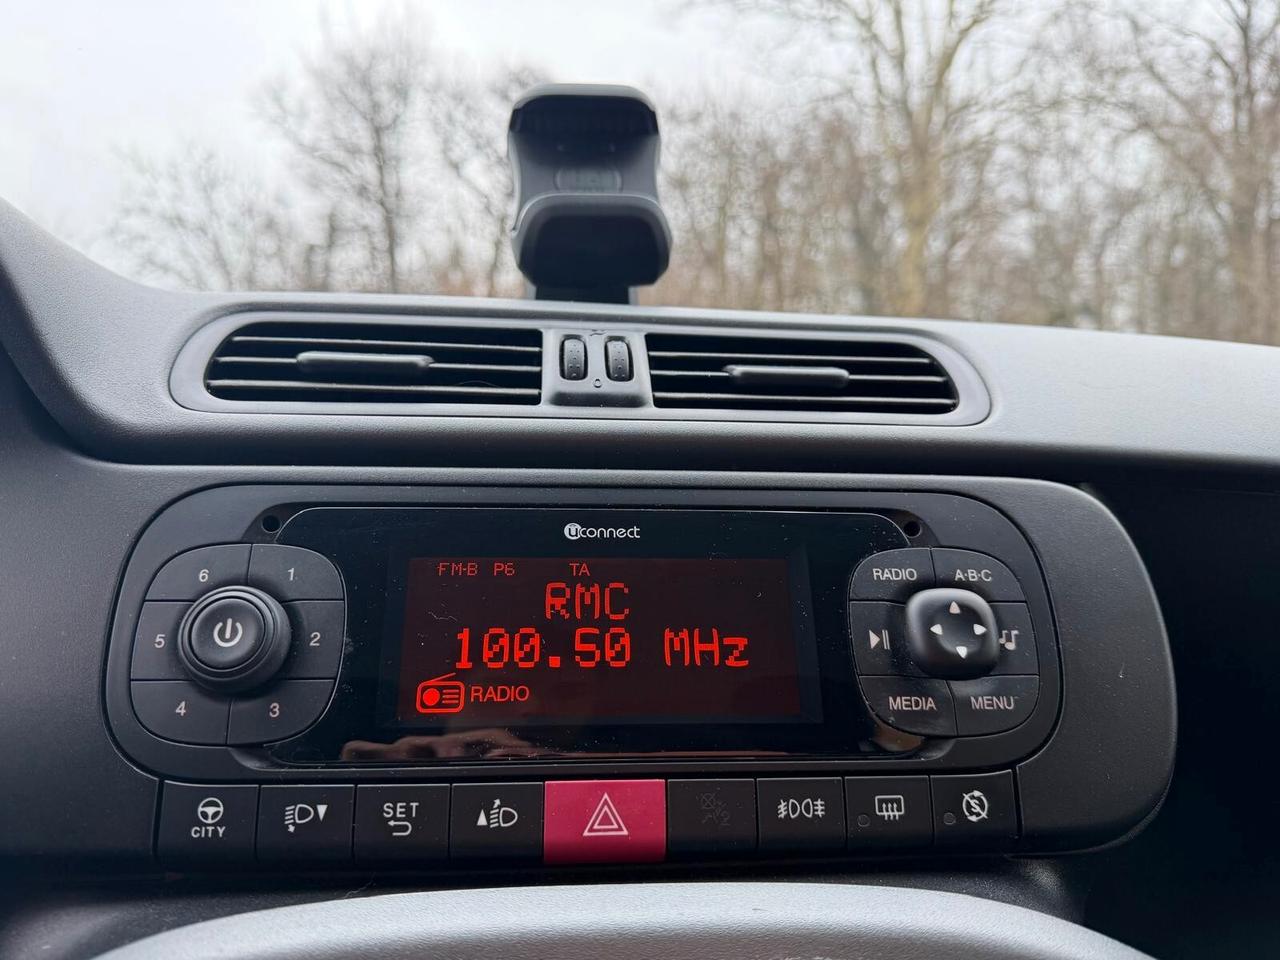 uconnect
FM-B P6 TA
RMC
100.50 MHz
RADIO
6 1
5 2
4 3
RADIO A·B·C
MEDIA MENU
CITY
SET